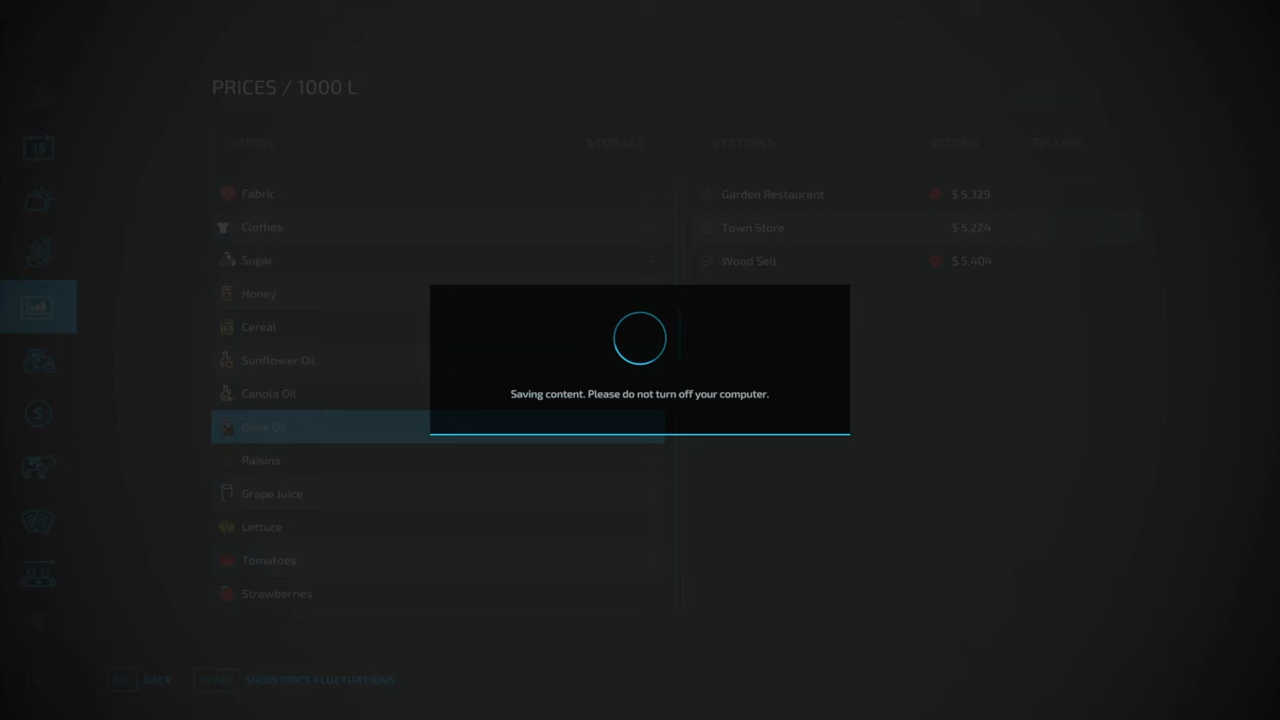 PRICES / 1000 L
GOODS STORAGE
STATIONS BUYING SELLING
15
Fabric
Clothes
Sugar -
Honey
Cereal
Sunflower Oil
Canola Oil
Olive Oil
Raisins
Grape Juice
Lettuce
Tomatoes
Strawberries
Garden Restaurant $ 5,329
Town Store $ 5,224
Wood Sell $ 5,404
Saving content. Please do not turn off your computer.
ESC BACK SPACE SHOW PRICE FLUCTUATIONS